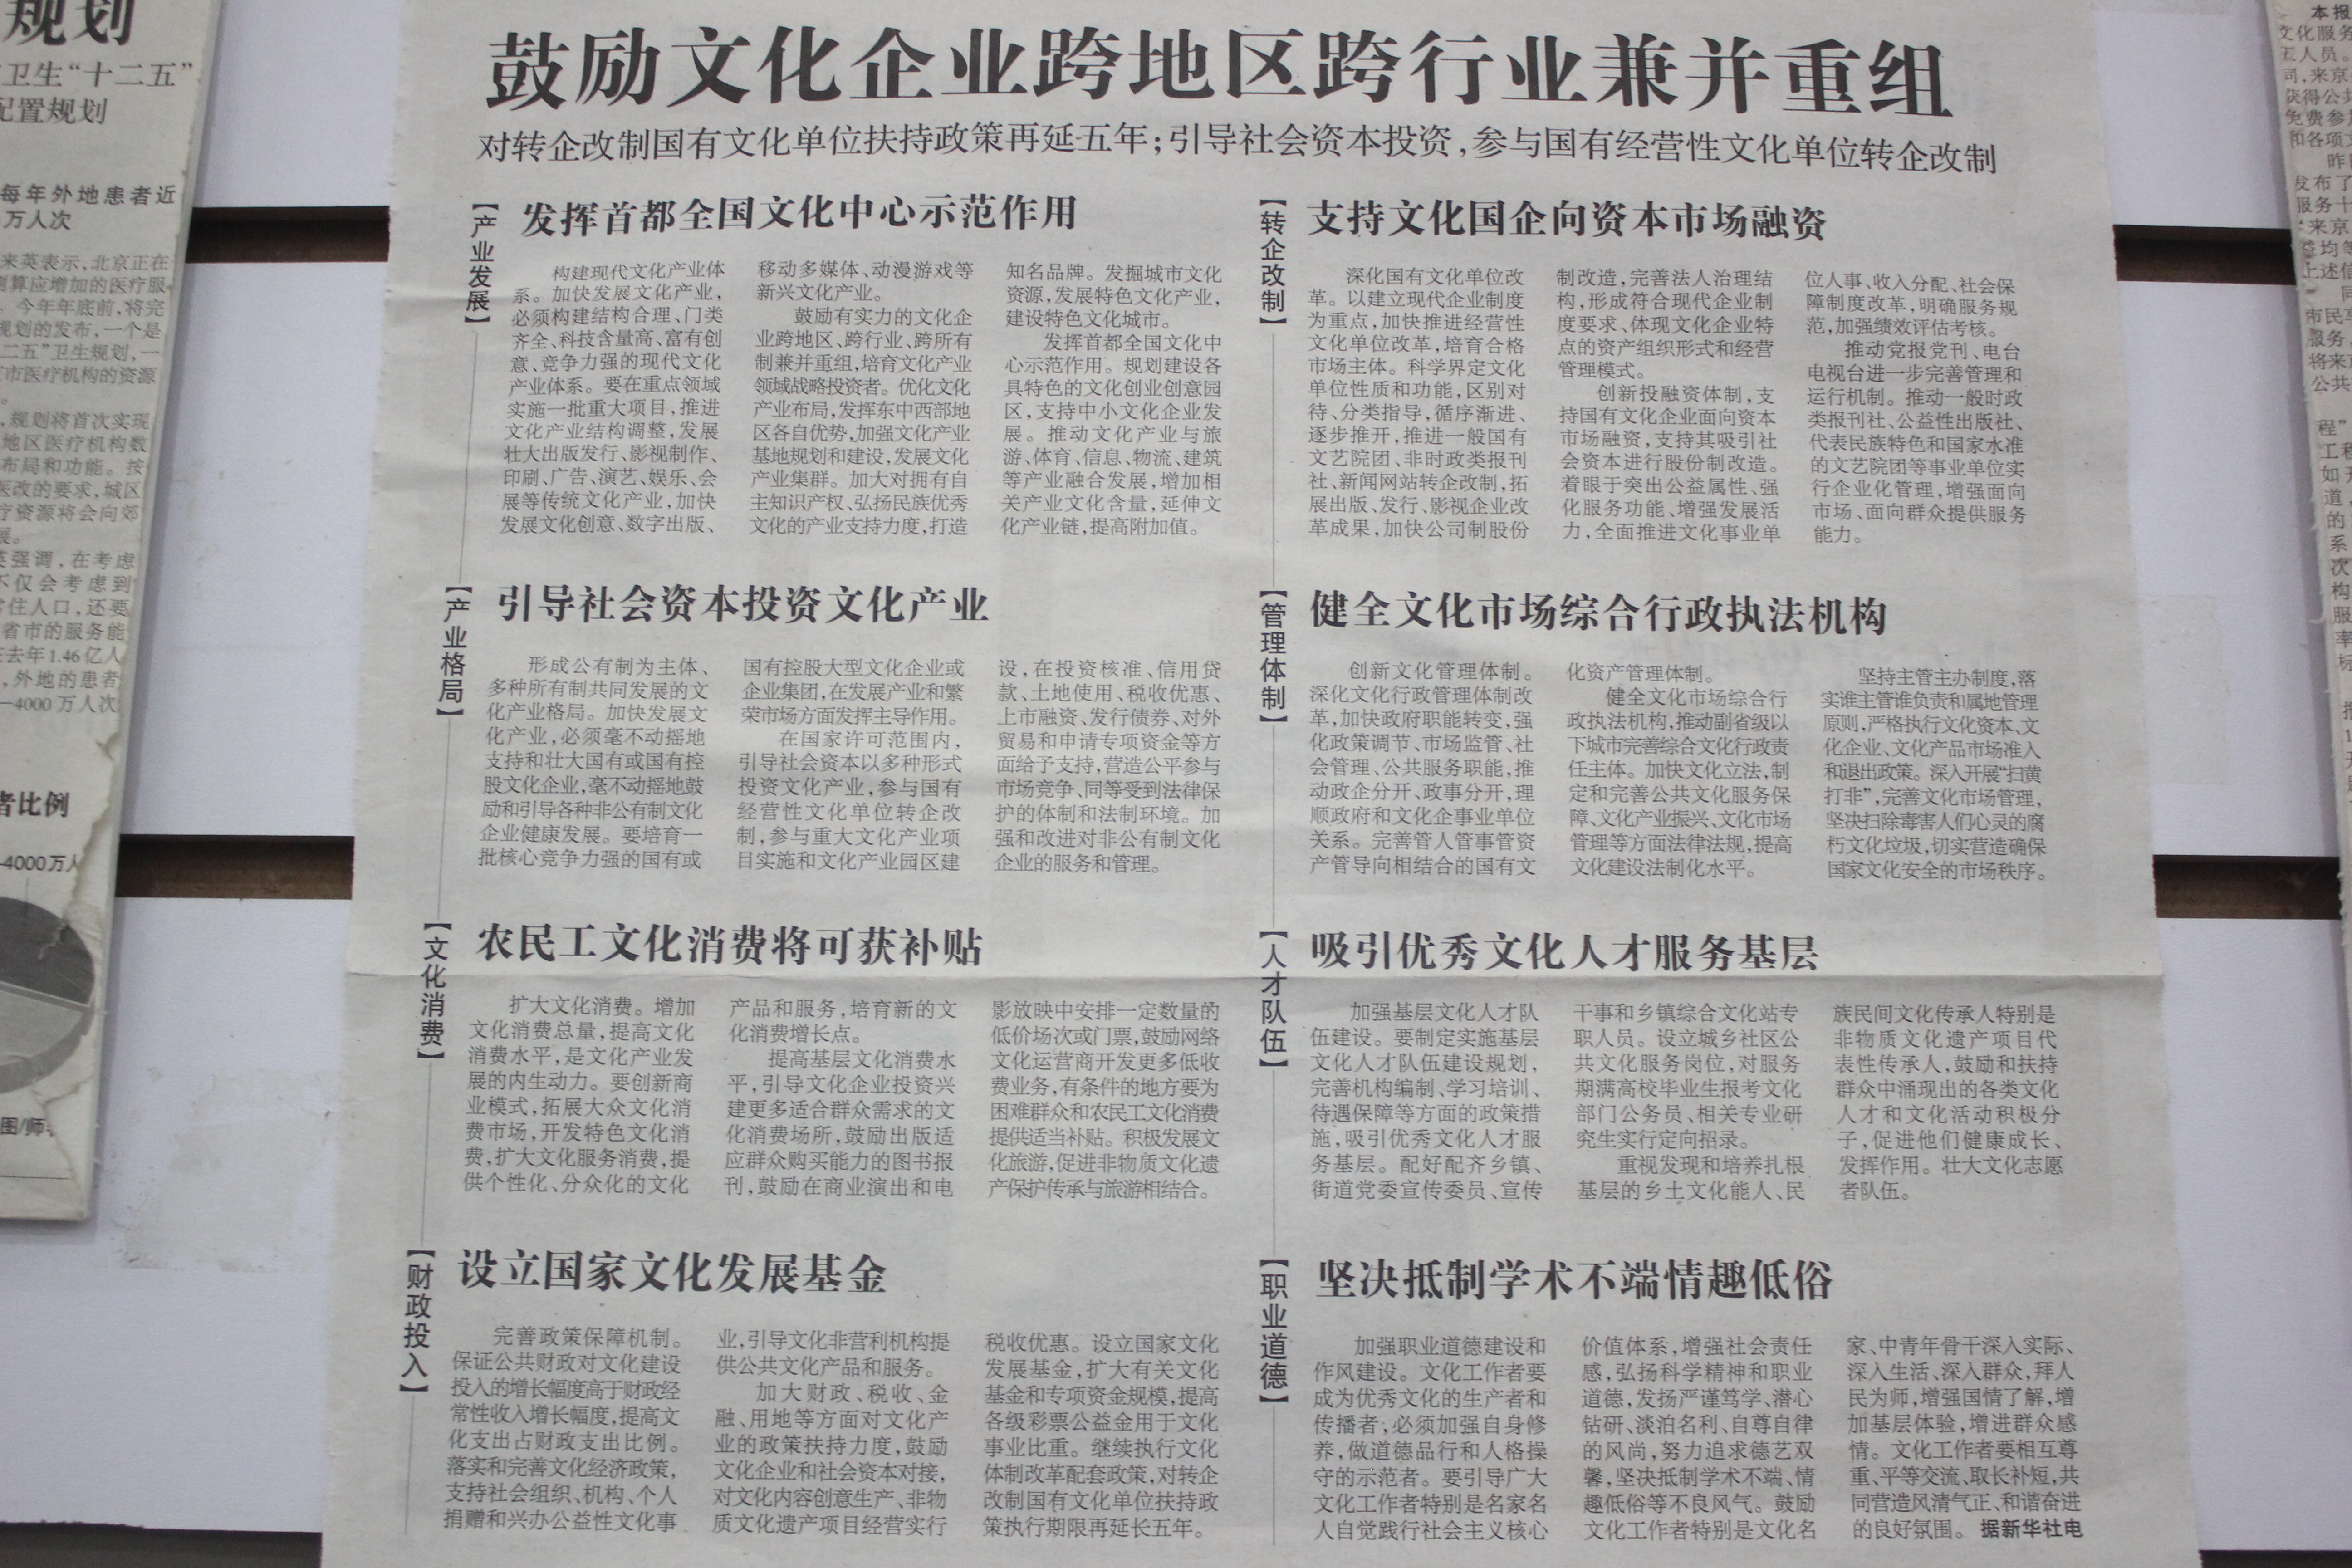 规划
卫生“十二五”
配置规划
每年外地患者近
万人次
来英表示，北京正在
测算应增加的医疗服
。今年年底前，将完
规划的发布，一个是
二五”卫生规划，一
市医疗机构的资源
，规划将首次实现
地区医疗机构数
布局和功能。按
医改的要求，城区
疗资源将会向郊
展。
英强调，在考虑
不仅会考虑到
常住人口，还要
省市的服务能
去年1.46亿人
，外地的患者
—4000万人次
者比例
-4000万人
图/师
鼓励文化企业跨地区跨行业兼并重组
对转企改制国有文化单位扶持政策再延五年；引导社会资本投资，参与国有经营性文化单位转企改制
【产业发展】
发挥首都全国文化中心示范作用
构建现代文化产业体
系。加快发展文化产业，
必须构建结构合理、门类
齐全、科技含量高、富有创
意、竞争力强的现代文化
产业体系。要在重点领域
实施一批重大项目，推进
文化产业结构调整，发展
壮大出版发行、影视制作、
印刷、广告、演艺、娱乐、会
展等传统文化产业，加快
发展文化创意、数字出版、
移动多媒体、动漫游戏等
新兴文化产业。
鼓励有实力的文化企
业跨地区、跨行业、跨所有
制兼并重组，培育文化产业
领域战略投资者。优化文化
产业布局，发挥东中西部地
区各自优势，加强文化产业
基地规划和建设，发展文化
产业集群。加大对拥有自
主知识产权、弘扬民族优秀
文化的产业支持力度，打造
知名品牌。发掘城市文化
资源，发展特色文化产业，
建设特色文化城市。
发挥首都全国文化中
心示范作用。规划建设各
具特色的文化创业创意园
区，支持中小文化企业发
展。推动文化产业与旅
游、体育、信息、物流、建筑
等产业融合发展，增加相
关产业文化含量，延伸文
化产业链，提高附加值。
【转企改制】
支持文化国企向资本市场融资
深化国有文化单位改
革。以建立现代企业制度
为重点，加快推进经营性
文化单位改革，培育合格
市场主体。科学界定文化
单位性质和功能，区别对
待、分类指导，循序渐进、
逐步推开，推进一般国有
文艺院团、非时政类报刊
社、新闻网站转企改制，拓
展出版、发行、影视企业改
革成果，加快公司制股份
制改造，完善法人治理结
构，形成符合现代企业制
度要求、体现文化企业特
点的资产组织形式和经营
管理模式。
创新投融资体制，支
持国有文化企业面向资本
市场融资，支持其吸引社
会资本进行股份制改造。
着眼于突出公益属性、强
化服务功能、增强发展活
力，全面推进文化事业单
位人事、收入分配、社会保
障制度改革，明确服务规
范，加强绩效评估考核。
推动党报党刊、电台
电视台进一步完善管理和
运行机制。推动一般时政
类报刊社、公益性出版社、
代表民族特色和国家水准
的文艺院团等事业单位实
行企业化管理，增强面向
市场、面向群众提供服务
能力。
【产业格局】
引导社会资本投资文化产业
形成公有制为主体、
多种所有制共同发展的文
化产业格局。加快发展文
化产业，必须毫不动摇地
支持和壮大国有或国有控
股文化企业，毫不动摇地鼓
励和引导各种非公有制文化
企业健康发展。要培育一
批核心竞争力强的国有或
国有控股大型文化企业或
企业集团，在发展产业和繁
荣市场方面发挥主导作用。
在国家许可范围内，
引导社会资本以多种形式
投资文化产业，参与国有
经营性文化单位转企改
制，参与重大文化产业项
目实施和文化产业园区建
设，在投资核准、信用贷
款、土地使用、税收优惠、
上市融资、发行债券、对外
贸易和申请专项资金等方
面给予支持，营造公平参与
市场竞争、同等受到法律保
护的体制和法制环境。加
强和改进对非公有制文化
企业的服务和管理。
【管理体制】
健全文化市场综合行政执法机构
创新文化管理体制。
深化文化行政管理体制改
革，加快政府职能转变，强
化政策调节、市场监管、社
会管理、公共服务职能，推
动政企分开、政事分开，理
顺政府和文化企事业单位
关系。完善管人管事管资
产管导向相结合的国有文
化资产管理体制。
健全文化市场综合行
政执法机构，推动副省级以
下城市完善综合文化行政责
任主体。加快文化立法，制
定和完善公共文化服务保
障、文化产业振兴、文化市场
管理等方面法律法规，提高
文化建设法制化水平。
坚持主管主办制度，落
实谁主管谁负责和属地管理
原则，严格执行文化资本、文
化企业、文化产品市场准入
和退出政策。深入开展“扫黄
打非”，完善文化市场管理，
坚决扫除毒害人们心灵的腐
朽文化垃圾，切实营造确保
国家文化安全的市场秩序。
【文化消费】
农民工文化消费将可获补贴
扩大文化消费。增加
文化消费总量，提高文化
消费水平，是文化产业发
展的内生动力。要创新商
业模式，拓展大众文化消
费市场，开发特色文化消
费，扩大文化服务消费，提
供个性化、分众化的文化
产品和服务，培育新的文
化消费增长点。
提高基层文化消费水
平，引导文化企业投资兴
建更多适合群众需求的文
化消费场所，鼓励出版适
应群众购买能力的图书报
刊，鼓励在商业演出和电
影放映中安排一定数量的
低价场次或门票，鼓励网络
文化运营商开发更多低收
费业务，有条件的地方要为
困难群众和农民工文化消费
提供适当补贴。积极发展文
化旅游，促进非物质文化遗
产保护传承与旅游相结合。
【人才队伍】
吸引优秀文化人才服务基层
加强基层文化人才队
伍建设。要制定实施基层
文化人才队伍建设规划，
完善机构编制、学习培训、
待遇保障等方面的政策措
施，吸引优秀文化人才服
务基层。配好配齐乡镇、
街道党委宣传委员、宣传
干事和乡镇综合文化站专
职人员。设立城乡社区公
共文化服务岗位，对服务
期满高校毕业生报考文化
部门公务员、相关专业研
究生实行定向招录。
重视发现和培养扎根
基层的乡土文化能人、民
族民间文化传承人特别是
非物质文化遗产项目代
表性传承人，鼓励和扶持
群众中涌现出的各类文化
人才和文化活动积极分
子，促进他们健康成长、
发挥作用。壮大文化志愿
者队伍。
【财政投入】
设立国家文化发展基金
完善政策保障机制。
保证公共财政对文化建设
投入的增长幅度高于财政经
常性收入增长幅度，提高文
化支出占财政支出比例。
落实和完善文化经济政策，
支持社会组织、机构、个人
捐赠和兴办公益性文化事
业，引导文化非营利机构提
供公共文化产品和服务。
加大财政、税收、金
融、用地等方面对文化产
业的政策扶持力度，鼓励
文化企业和社会资本对接，
对文化内容创意生产、非物
质文化遗产项目经营实行
税收优惠。设立国家文化
发展基金，扩大有关文化
基金和专项资金规模，提高
各级彩票公益金用于文化
事业比重。继续执行文化
体制改革配套政策，对转企
改制国有文化单位扶持政
策执行期限再延长五年。
【职业道德】
坚决抵制学术不端情趣低俗
加强职业道德建设和
作风建设。文化工作者要
成为优秀文化的生产者和
传播者，必须加强自身修
养，做道德品行和人格操
守的示范者。要引导广大
文化工作者特别是名家名
人自觉践行社会主义核心
价值体系，增强社会责任
感，弘扬科学精神和职业
道德，发扬严谨笃学、潜心
钻研、淡泊名利、自尊自律
的风尚，努力追求德艺双
馨，坚决抵制学术不端、情
趣低俗等不良风气。鼓励
文化工作者特别是文化名
家、中青年骨干深入实际、
深入生活、深入群众，拜人
民为师，增强国情了解，增
加基层体验，增进群众感
情。文化工作者要相互尊
重、平等交流、取长补短，共
同营造风清气正、和谐奋进
的良好氛围。 据新华社电
本报
文化服务
工人员。
司，来京
获得公共
免费参
和各项
昨
发布了
服务十
来京
均等
上述信
同
市民享
服务，
将来
公共
程”
工程
如开
道，
的
系
次
构
服
率
标